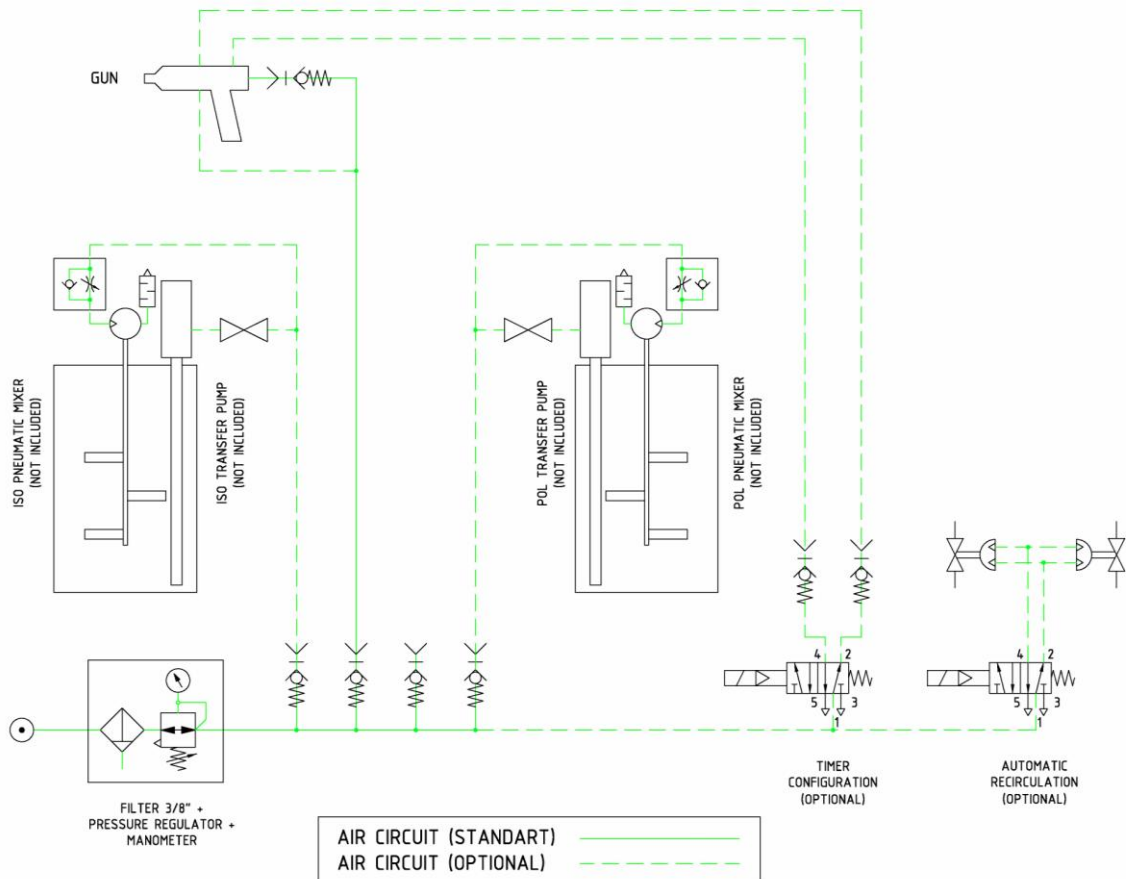 GUN
ISO PNEUMATIC MIXER
(NOT INCLUDED)
ISO TRANSFER PUMP
(NOT INCLUDED)
POL TRANSFER PUMP
(NOT INCLUDED)
POL PNEUMATIC MIXER
(NOT INCLUDED)
4 2
5 3
1
4 2
5 3
1
FILTER 3/8" +
PRESSURE REGULATOR +
MANOMETER
TIMER
CONFIGURATION
(OPTIONAL)
AUTOMATIC
RECIRCULATION
(OPTIONAL)
AIR CIRCUIT (STANDART)
AIR CIRCUIT (OPTIONAL)